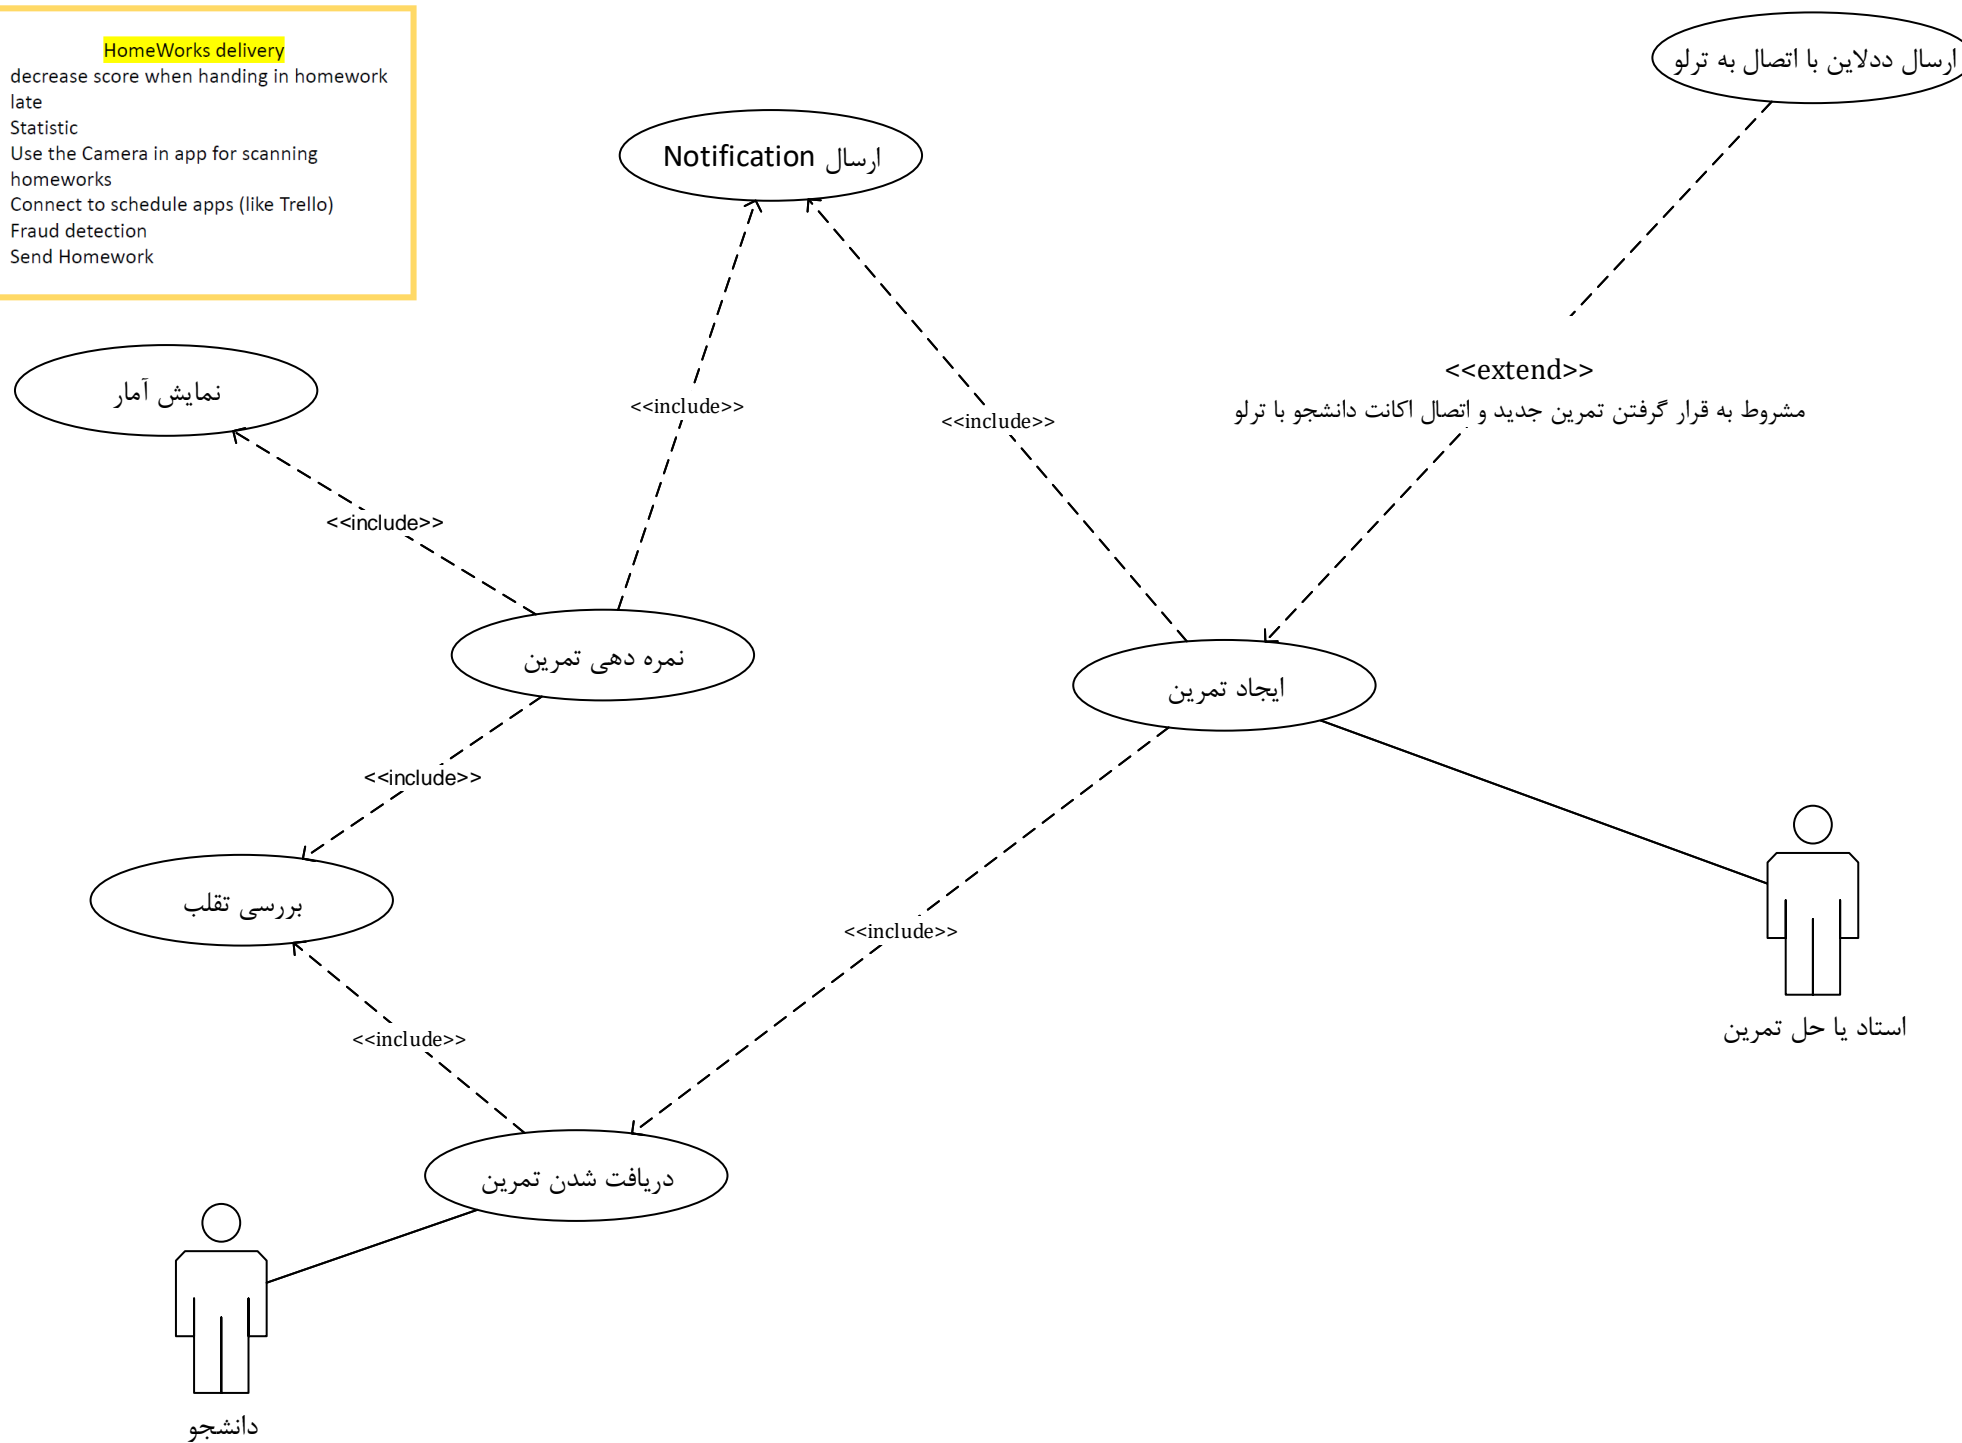 HomeWorks delivery
decrease score when handing in homework
late
Statistic
Use the Camera in app for scanning
homeworks
Connect to schedule apps (like Trello)
Fraud detection
Send Homework
ارسال ددلاین با اتصال به ترلو
ارسال Notification
<<extend>>
مشروط به قرار گرفتن تمرین جدید و اتصال اکانت دانشجو با ترلو
نمایش آمار
<<include>>
<<include>>
<<include>>
نمره دهی تمرین
ایجاد تمرین
<<include>>
بررسی تقلب
<<include>>
استاد یا حل تمرین
<<include>>
دریافت شدن تمرین
دانشجو